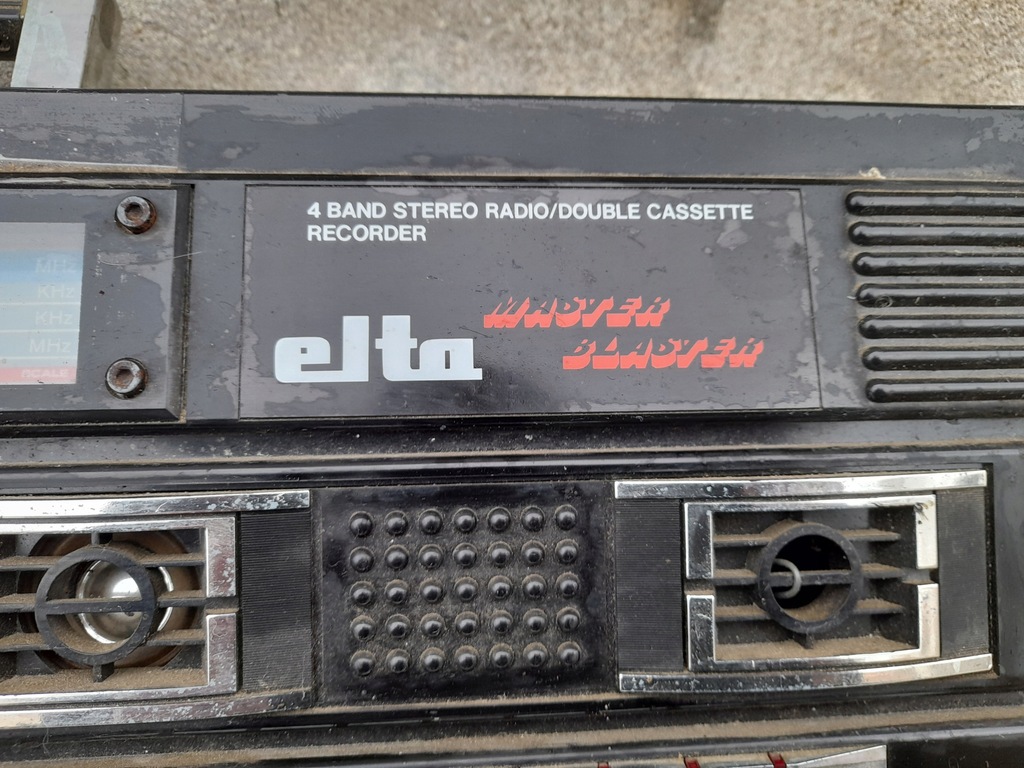 4 BAND STEREO RADIO/DOUBLE CASSETTE
RECORDER
elta
MASTER
BLASTER
MHz
KHz
KHz
MHz
SCALE